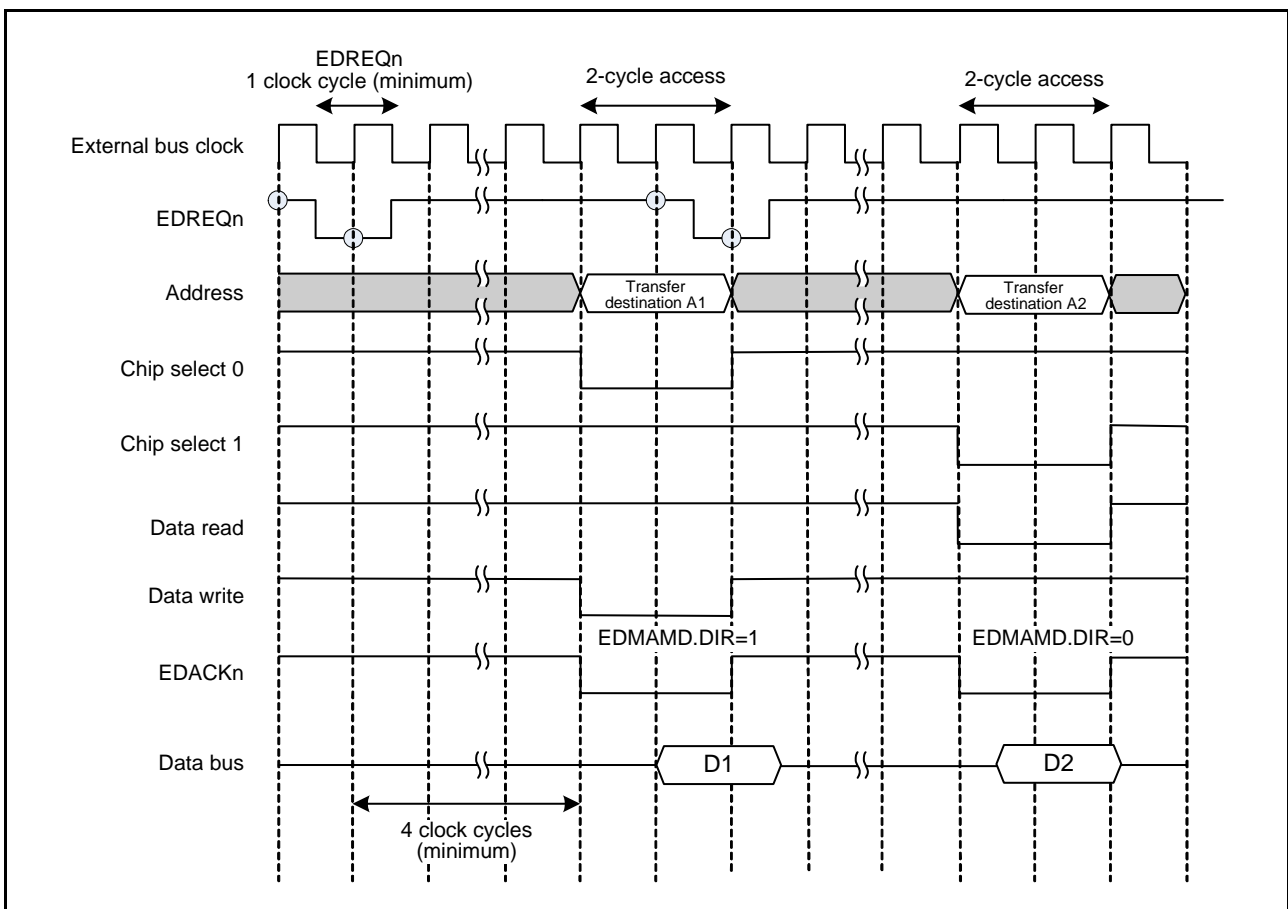 EDREQn
1 clock cycle (minimum)
2-cycle access
2-cycle access
External bus clock
EDREQn
Address
Transfer
destination A1
Transfer
destination A2
Chip select 0
Chip select 1
Data read
Data write
EDMAMD.DIR=1
EDMAMD.DIR=0
EDACKn
Data bus
D1
D2
4 clock cycles
(minimum)